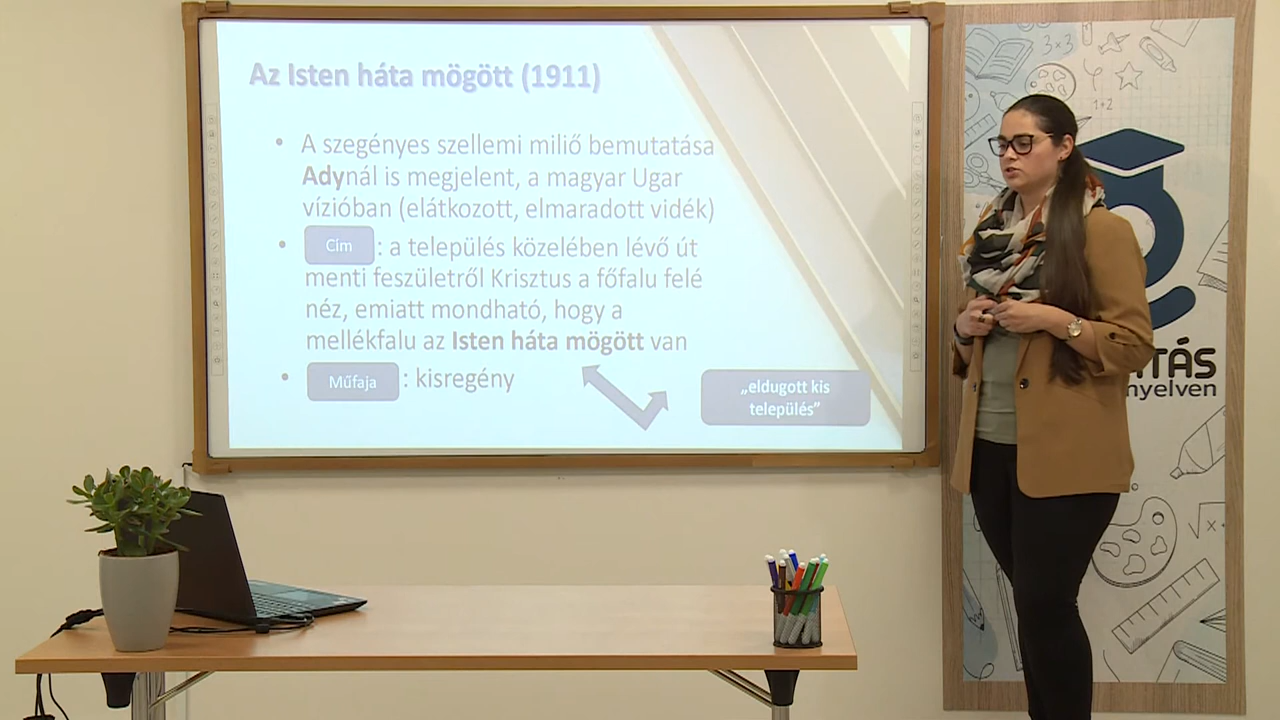 Az Isten háta mögött (1911)
• A szegényes szellemi miliő bemutatása
Adynál is megjelent, a magyar Ugar
vízióban (elátkozott, elmaradott vidék)
• Cím : a település közelében lévő út
menti feszületről Krisztus a főfalu felé
néz, emiatt mondható, hogy a
mellékfalu az Isten háta mögött van
• Műfaja : kisregény
„eldugott kis
település”
3×3
1+2
TÁS
nyelven
√x